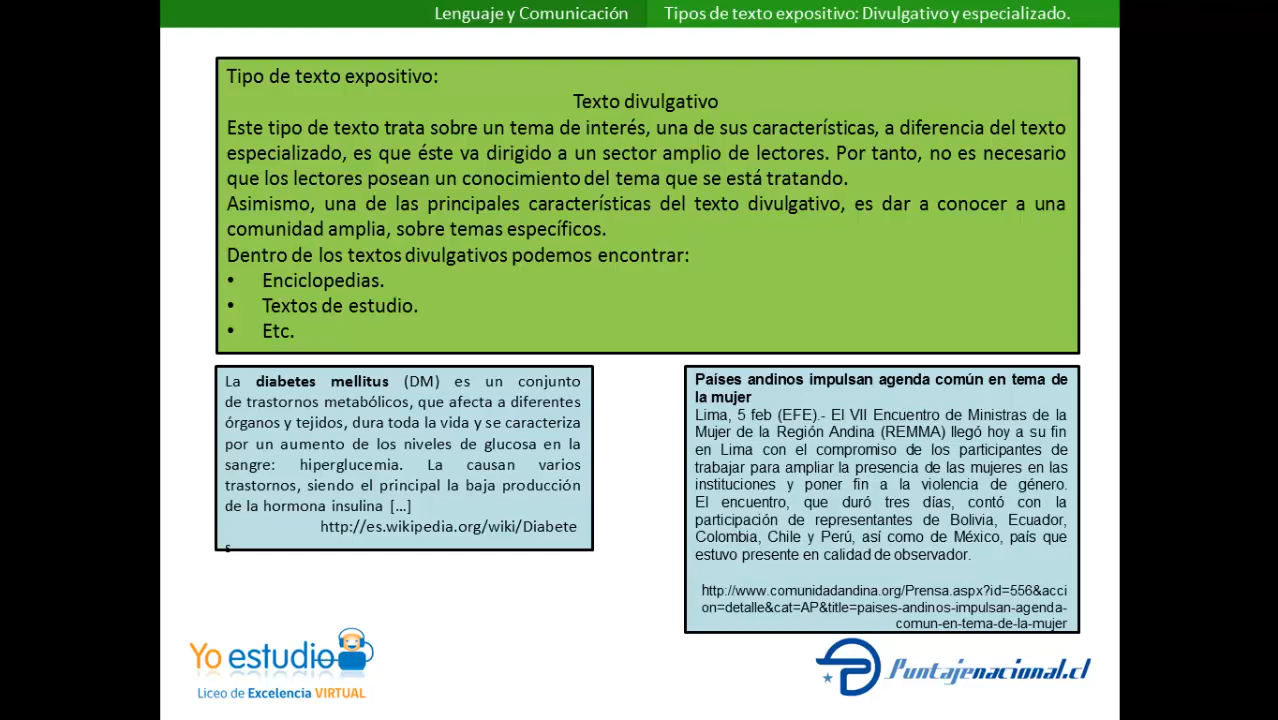 Lenguaje y Comunicación
Tipos de texto expositivo: Divulgativo y especializado.
Tipo de texto expositivo:
Texto divulgativo
Este tipo de texto trata sobre un tema de interés, una de sus características, a diferencia del texto
especializado, es que éste va dirigido a un sector amplio de lectores. Por tanto, no es necesario
que los lectores posean un conocimiento del tema que se está tratando.
Asimismo, una de las principales características del texto divulgativo, es dar a conocer a una
comunidad amplia, sobre temas específicos.
Dentro de los textos divulgativos podemos encontrar:
• Enciclopedias.
• Textos de estudio.
• Etc.
La diabetes mellitus (DM) es un conjunto
de trastornos metabólicos, que afecta a diferentes
órganos y tejidos, dura toda la vida y se caracteriza
por un aumento de los niveles de glucosa en la
sangre: hiperglucemia. La causan varios
trastornos, siendo el principal la baja producción
de la hormona insulina […]
http://es.wikipedia.org/wiki/Diabete
s
Países andinos impulsan agenda común en tema de
la mujer
Lima, 5 feb (EFE).- El VII Encuentro de Ministras de la
Mujer de la Región Andina (REMMA) llegó hoy a su fin
en Lima con el compromiso de los participantes de
trabajar para ampliar la presencia de las mujeres en las
instituciones y poner fin a la violencia de género.
El encuentro, que duró tres días, contó con la
participación de representantes de Bolivia, Ecuador,
Colombia, Chile y Perú, así como de México, país que
estuvo presente en calidad de observador.
http://www.comunidadandina.org/Prensa.aspx?id=556&acci
on=detalle&cat=AP&title=paises-andinos-impulsan-agenda-
comun-en-tema-de-la-mujer
Yo estudio
Liceo de Excelencia VIRTUAL
Puntajenacional.cl